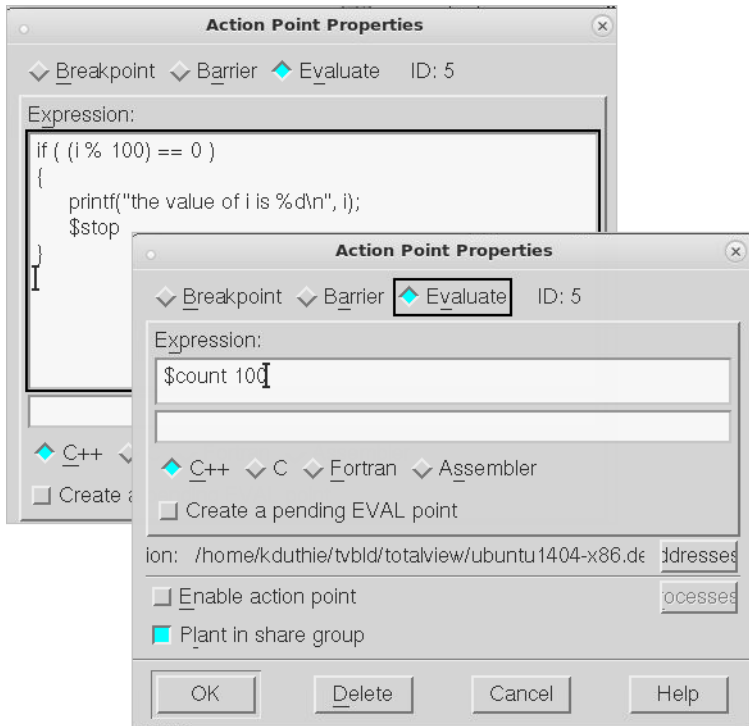 Action Point Properties
Breakpoint Barrier Evaluate ID: 5
Expression:
if ( (i % 100) == 0 )
{
printf("the value of i is %d\n", i);
$stop
}
C++
Create a
Action Point Properties
Breakpoint Barrier Evaluate ID: 5
Expression:
$count 100
C++ C Fortran Assembler
Create a pending EVAL point
ion: /home/kduthie/tvbld/totalview/ubuntu1404-x86.de ddresses
Enable action point ocesses
Plant in share group
OK Delete Cancel Help